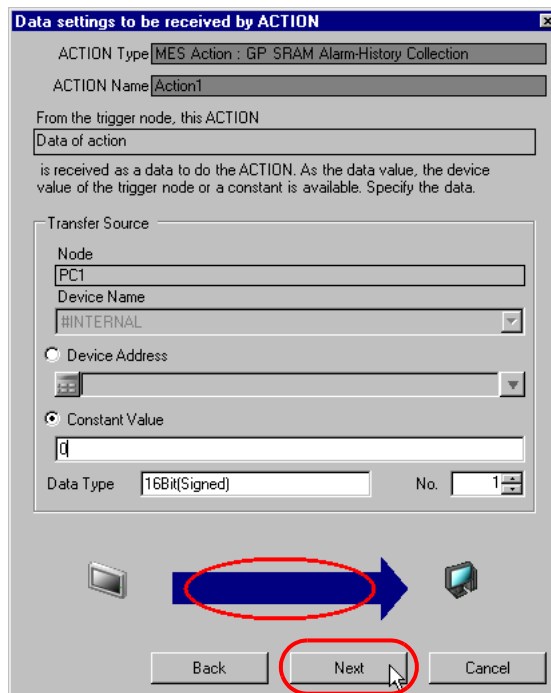 Data settings to be received by ACTION
ACTION Type MES Action : GP SRAM Alarm-History Collection
ACTION Name Action1
From the trigger node, this ACTION
Data of action
is received as a data to do the ACTION. As the data value, the device
value of the trigger node or a constant is available. Specify the data.
Transfer Source
Node
PC1
Device Name
#INTERNAL
Device Address
Constant Value
0
Data Type 16Bit(Signed) No. 1
Back Next Cancel